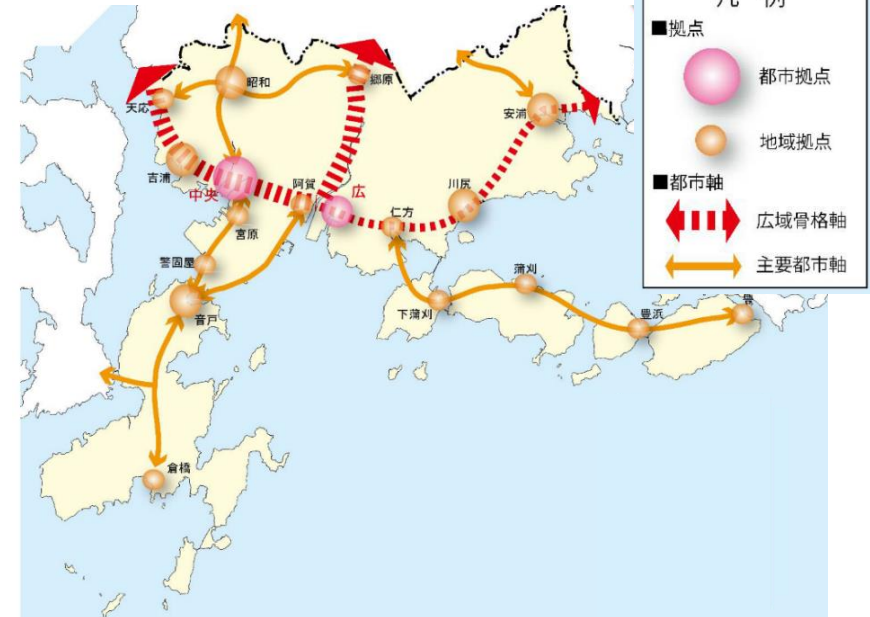 凡 例
■拠点
都市拠点
地域拠点
■都市軸
広域骨格軸
主要都市軸
昭和
郷原
天応
安浦
吉浦
中央
阿賀
広
川尻
仁方
宮原
警固屋
音戸
下蒲刈
蒲刈
豊浜
倉橋